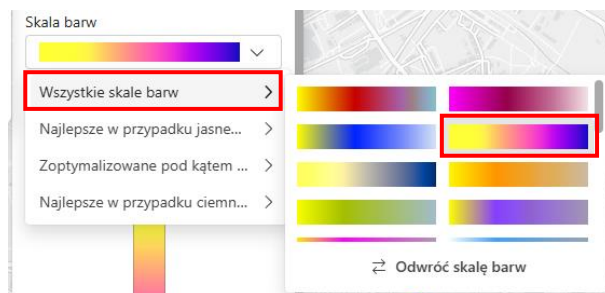 Skala barw
Wszystkie skale barw
Najlepsze w przypadku jasne...
Zoptymalizowane pod kątem ...
Najlepsze w przypadku ciemn...
Odwróć skalę barw